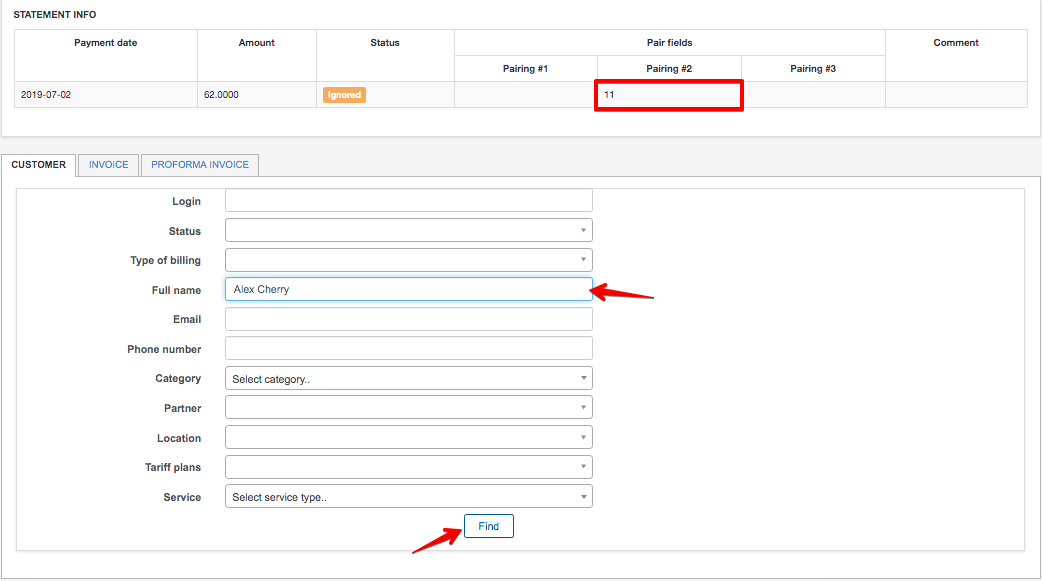 STATEMENT INFO
Payment date Amount Status Pair fields Comment
Pairing #1 Pairing #2 Pairing #3
2019-07-02 62.0000 Ignored 11
CUSTOMER INVOICE PROFORMA INVOICE
Login
Status
Type of billing
Full name Alex Cherry
Email
Phone number
Category Select category..
Partner
Location
Tariff plans
Service Select service type..
Find